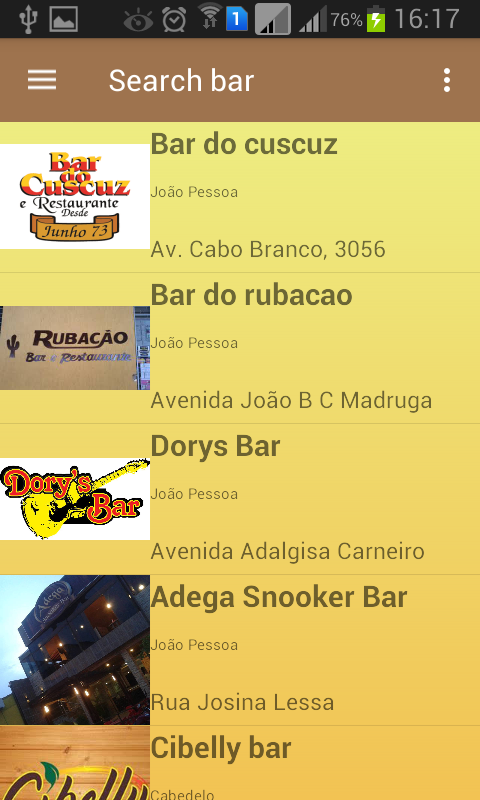 1
76%
16:17
Search bar
Bar do cuscuz
João Pessoa
Av. Cabo Branco, 3056
Bar
do
Cuscuz
e Restaurante
Desde
Junho 73
Bar do rubacao
João Pessoa
Avenida João B C Madruga
RUBACÃO
Bar e Restaurante
Dorys Bar
João Pessoa
Avenida Adalgisa Carneiro
Dory's
Bar
Adega Snooker Bar
João Pessoa
Rua Josina Lessa
Adega
Cibelly bar
Cabedelo
Cibelly